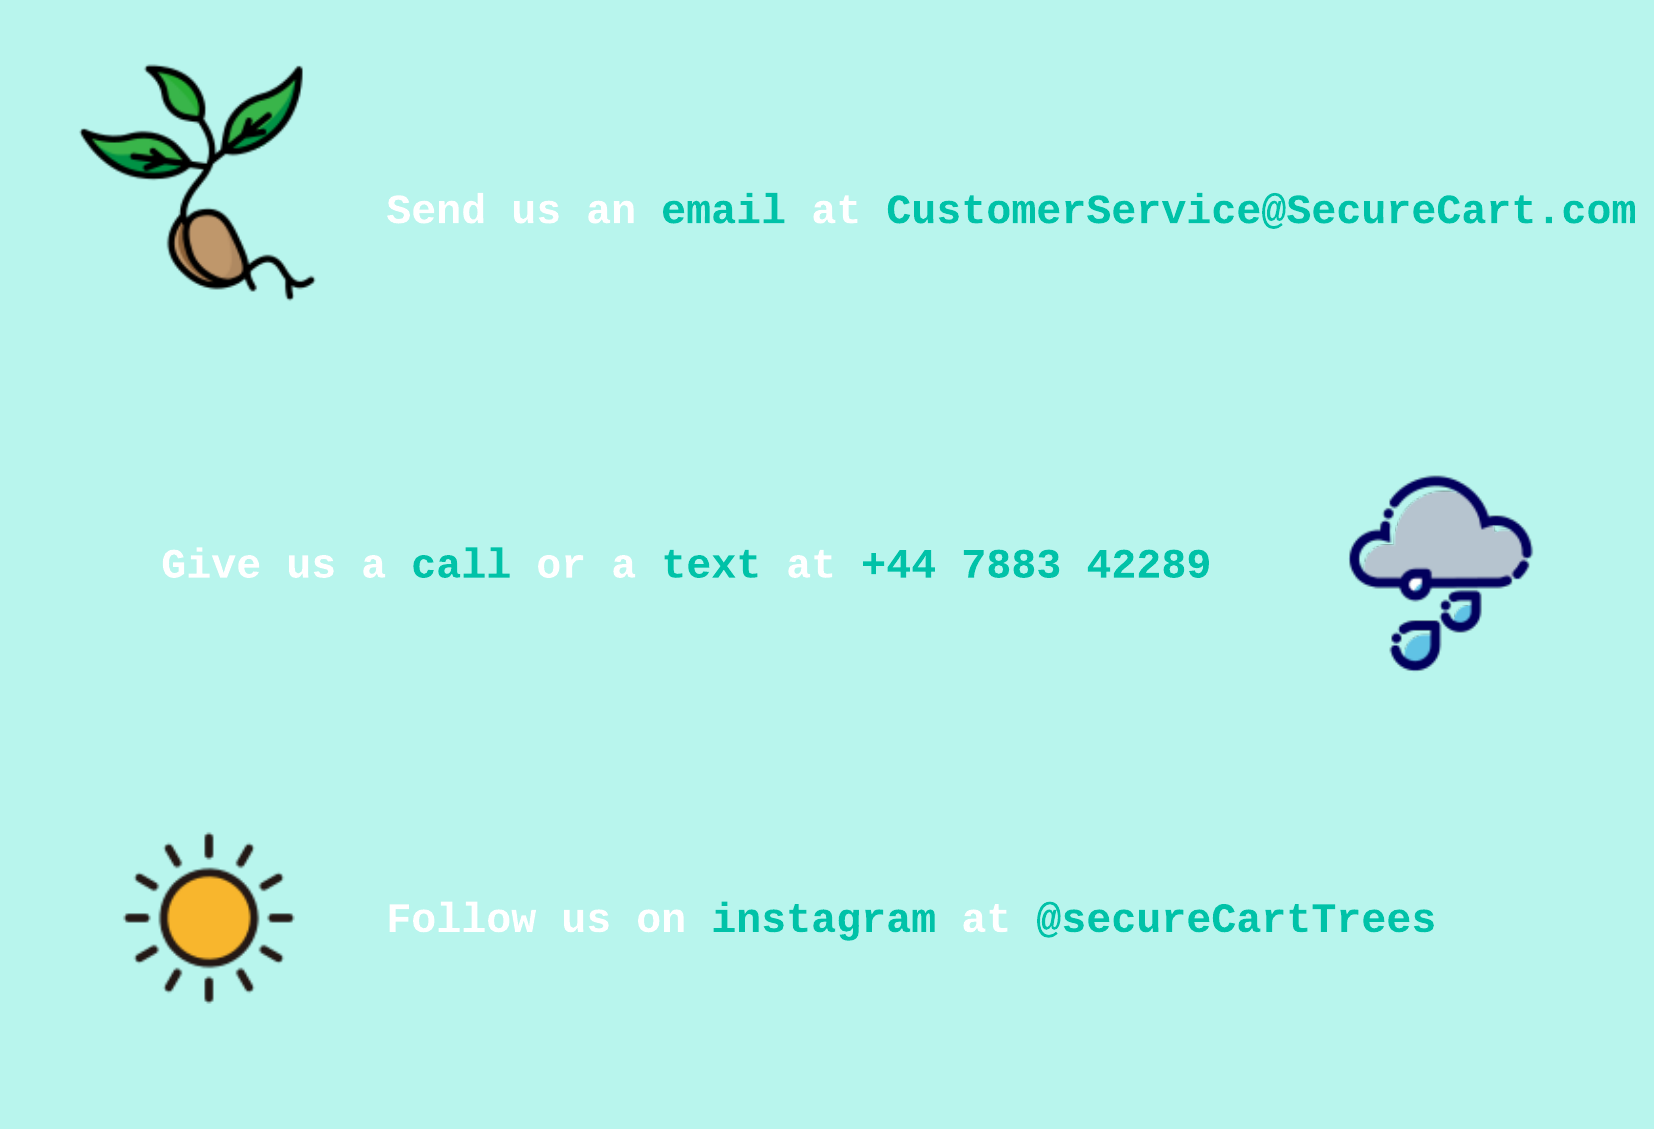 Send us an email at CustomerService@SecureCart.com
Give us a call or a text at +44 7883 42289
Follow us on instagram at @secureCartTrees